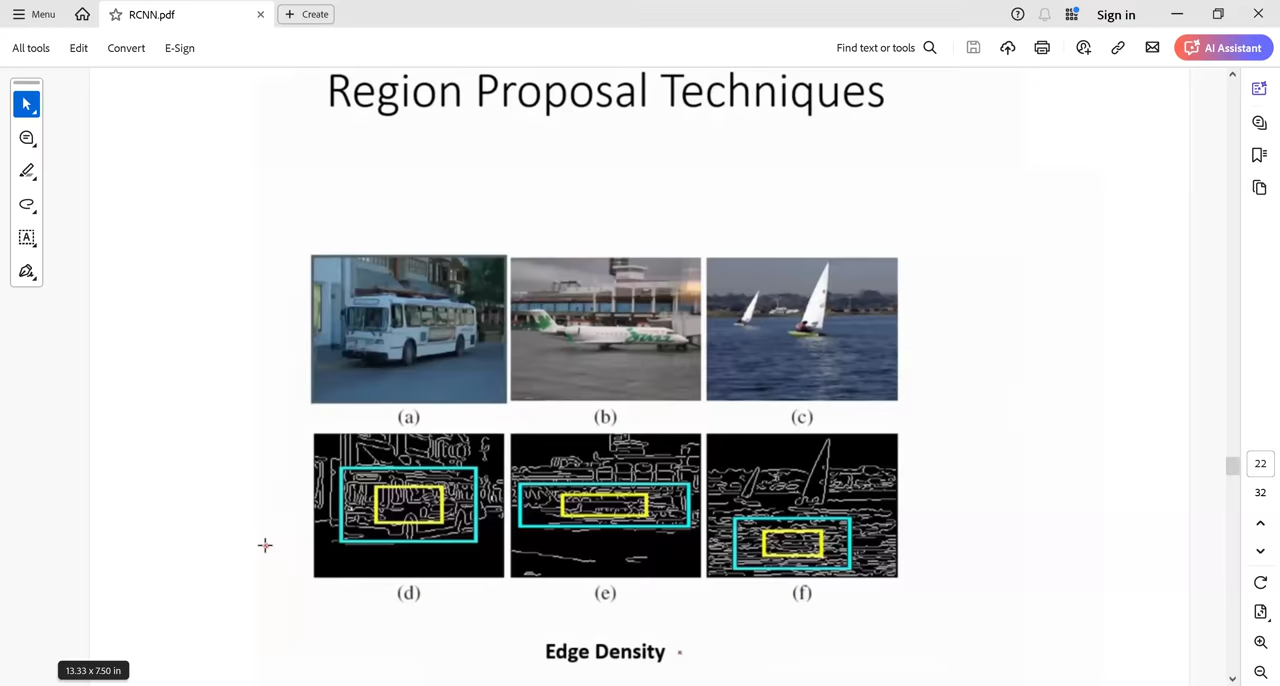 Menu
RCNN.pdf
Create
Sign in
All tools
Edit
Convert
E-Sign
Find text or tools
AI Assistant
Region Proposal Techniques
(a)
(b)
(c)
(d)
(e)
(f)
Edge Density
22
32
13.33 x 7.50 in